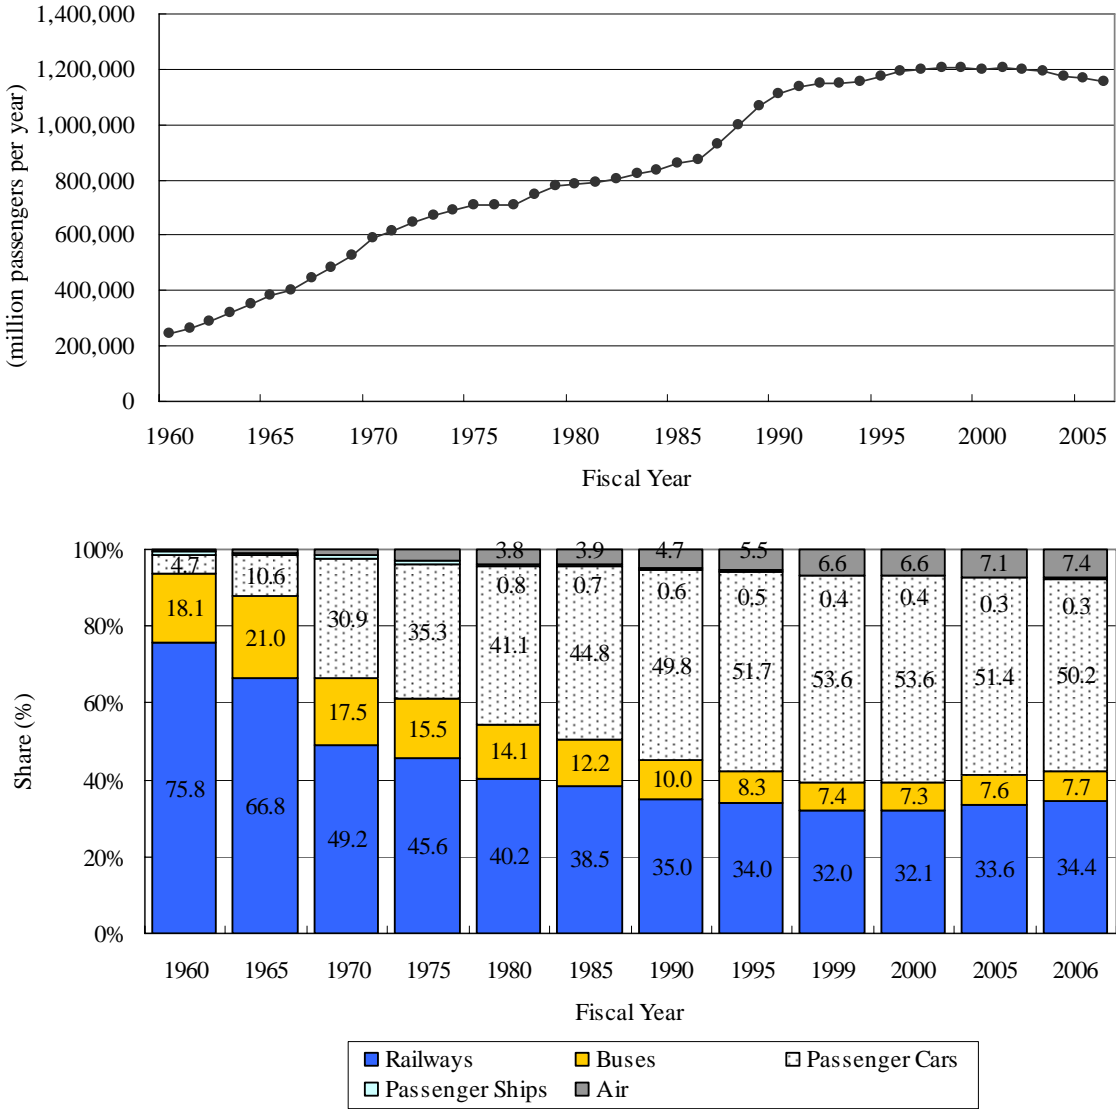 1,400,000
1,200,000
1,000,000
800,000
600,000
400,000
200,000
0
(million passengers per year)
1960 1965 1970 1975 1980 1985 1990 1995 2000 2005
Fiscal Year
100%
80%
60%
40%
20%
0%
Share (%)
3.8 3.9 4.7 5.5 6.6 6.6 7.1 7.4
0.8 0.7 0.6 0.5 0.4 0.4 0.3 0.3
4.7 10.6 30.9 35.3 41.1 44.8 49.8 51.7 53.6 53.6 51.4 50.2
18.1 21.0 17.5 15.5 14.1 12.2 10.0 8.3 7.4 7.3 7.6 7.7
75.8 66.8 49.2 45.6 40.2 38.5 35.0 34.0 32.0 32.1 33.6 34.4
1960 1965 1970 1975 1980 1985 1990 1995 1999 2000 2005 2006
Fiscal Year
Railways Buses Passenger Cars
Passenger Ships Air